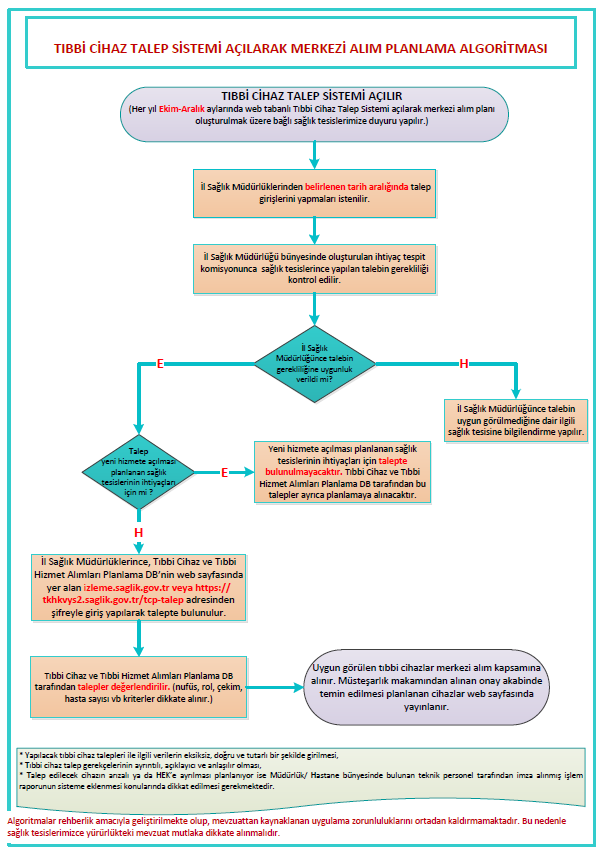 TIBBİ CİHAZ TALEP SİSTEMİ AÇILARAK MERKEZİ ALIM PLANLAMA ALGORİTMASI
TIBBİ CİHAZ TALEP SİSTEMİ AÇILIR
(Her yıl Ekim-Aralık aylarında web tabanlı Tıbbi Cihaz Talep Sistemi açılarak merkezi alım planı
oluşturulmak üzere bağlı sağlık tesislerimize duyuru yapılır.)
İl Sağlık Müdürlüklerinden belirlenen tarih aralığında talep
girişlerini yapmaları istenilir.
İl Sağlık Müdürlüğü bünyesinde oluşturulan ihtiyaç tespit
komisyonunca sağlık tesislerince yapılan talebin gerekliliği
kontrol edilir.
İl Sağlık
Müdürlüğünce talebin
gerekliliğine uygunluk
verildi mi?
E
H
İl Sağlık Müdürlüğünce talebin
uygun görülmediğine dair ilgili
sağlık tesisine bilgilendirme yapılır.
Talep
yeni hizmete açılması
planlanan sağlık
tesislerinin ihtiyaçları
için mi ?
E
Yeni hizmete açılması planlanan sağlık
tesislerinin ihtiyaçları için talepte
bulunulmayacaktır. Tıbbi Cihaz ve Tıbbi
Hizmet Alımları Planlama DB tarafından bu
talepler ayrıca planlamaya alınacaktır.
H
İl Sağlık Müdürlüklerince, Tıbbi Cihaz ve Tıbbi
Hizmet Alımları Planlama DB'nin web sayfasında
yer alan izleme.saglik.gov.tr veya https://
tkhkvys2.saglik.gov.tr/tcp-talep adresinden
şifreyle giriş yapılarak talepte bulunulur.
Tıbbi Cihaz ve Tıbbi Hizmet Alımları Planlama DB
tarafından talepler değerlendirilir. (nufüs, rol, çekim,
hasta sayısı vb kriterler dikkate alınır.)
Uygun görülen tıbbi cihazlar merkezi alım kapsamına
alınır. Müsteşarlık makamından alınan onay akabinde
temin edilmesi planlanan cihazlar web sayfasında
yayınlanır.
* Yapılacak tıbbi cihaz talepleri ile ilgili verilerin eksiksiz, doğru ve tutarlı bir şekilde girilmesi,
* Tıbbi cihaz talep gerekçelerinin ayrıntılı, açıklayıcı ve anlaşılır olması,
* Talep edilecek cihazın arızalı ya da HEK'e ayrılması planlanıyor ise Müdürlük/ Hastane bünyesinde bulunan teknik personel tarafından imza alınmış işlem
raporunun sisteme eklenmesi konularında dikkat edilmesi gerekmektedir.
Algoritmalar rehberlik amacıyla geliştirilmekte olup, mevzuattan kaynaklanan uygulama zorunluluklarını ortadan kaldırmamaktadır. Bu nedenle
sağlık tesislerimizce yürürlükteki mevzuat mutlaka dikkate alınmalıdır.